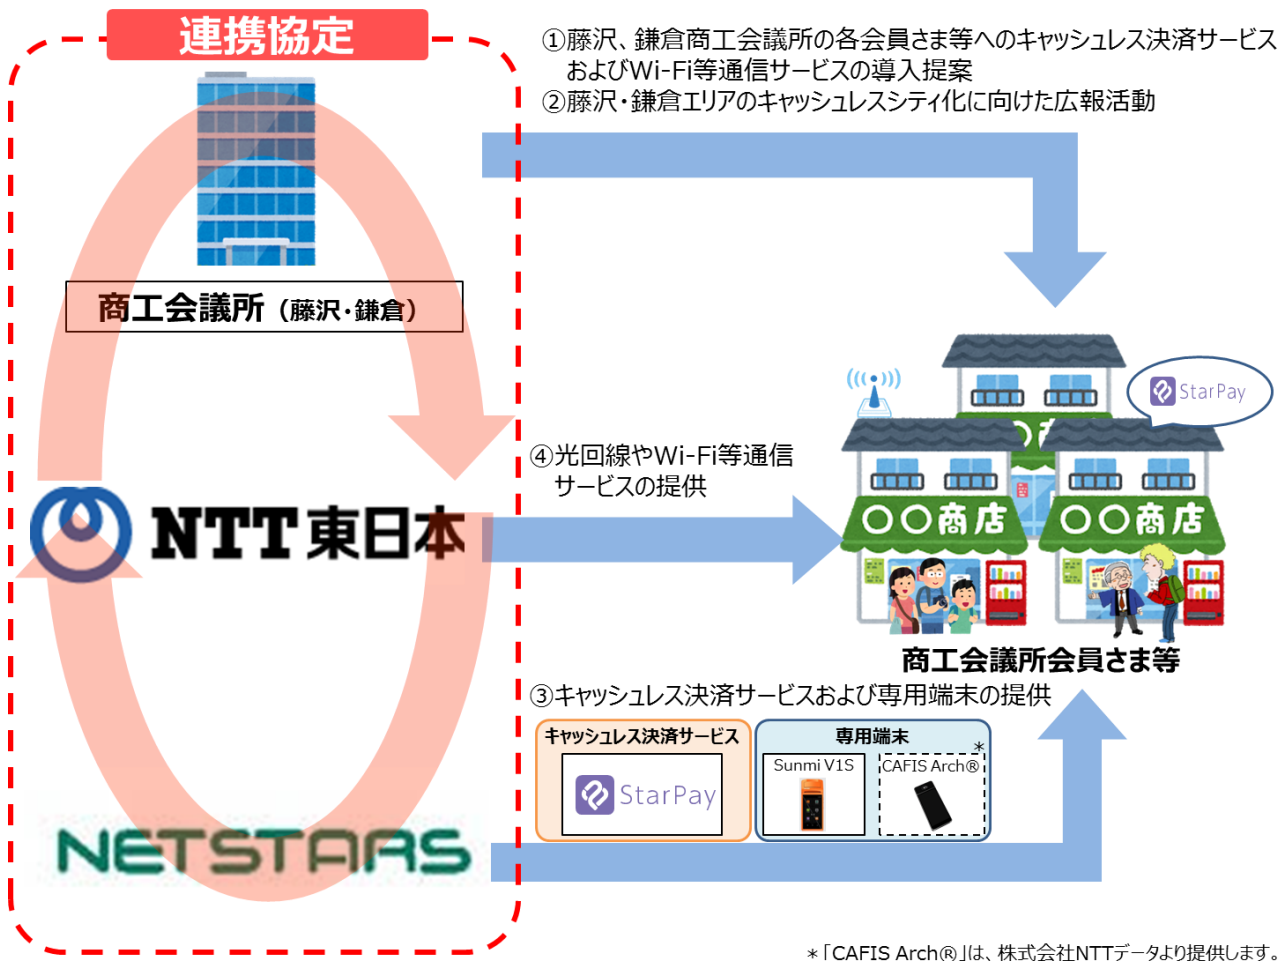 連携協定
①藤沢、鎌倉商工会議所の各会員さま等へのキャッシュレス決済サービス
およびWi-Fi等通信サービスの導入提案
②藤沢・鎌倉エリアのキャッシュレスシティ化に向けた広報活動
商工会議所（藤沢・鎌倉）
StarPay
④光回線やWi-Fi等通信
サービスの提供
NTT東日本
〇〇商店
〇〇商店
商工会議所会員さま等
③キャッシュレス決済サービスおよび専用端末の提供
キャッシュレス決済サービス
専用端末
*
StarPay
Sunmi V1S
CAFIS Arch®
NETSTARS
*「CAFIS Arch®」は、株式会社NTTデータより提供します。